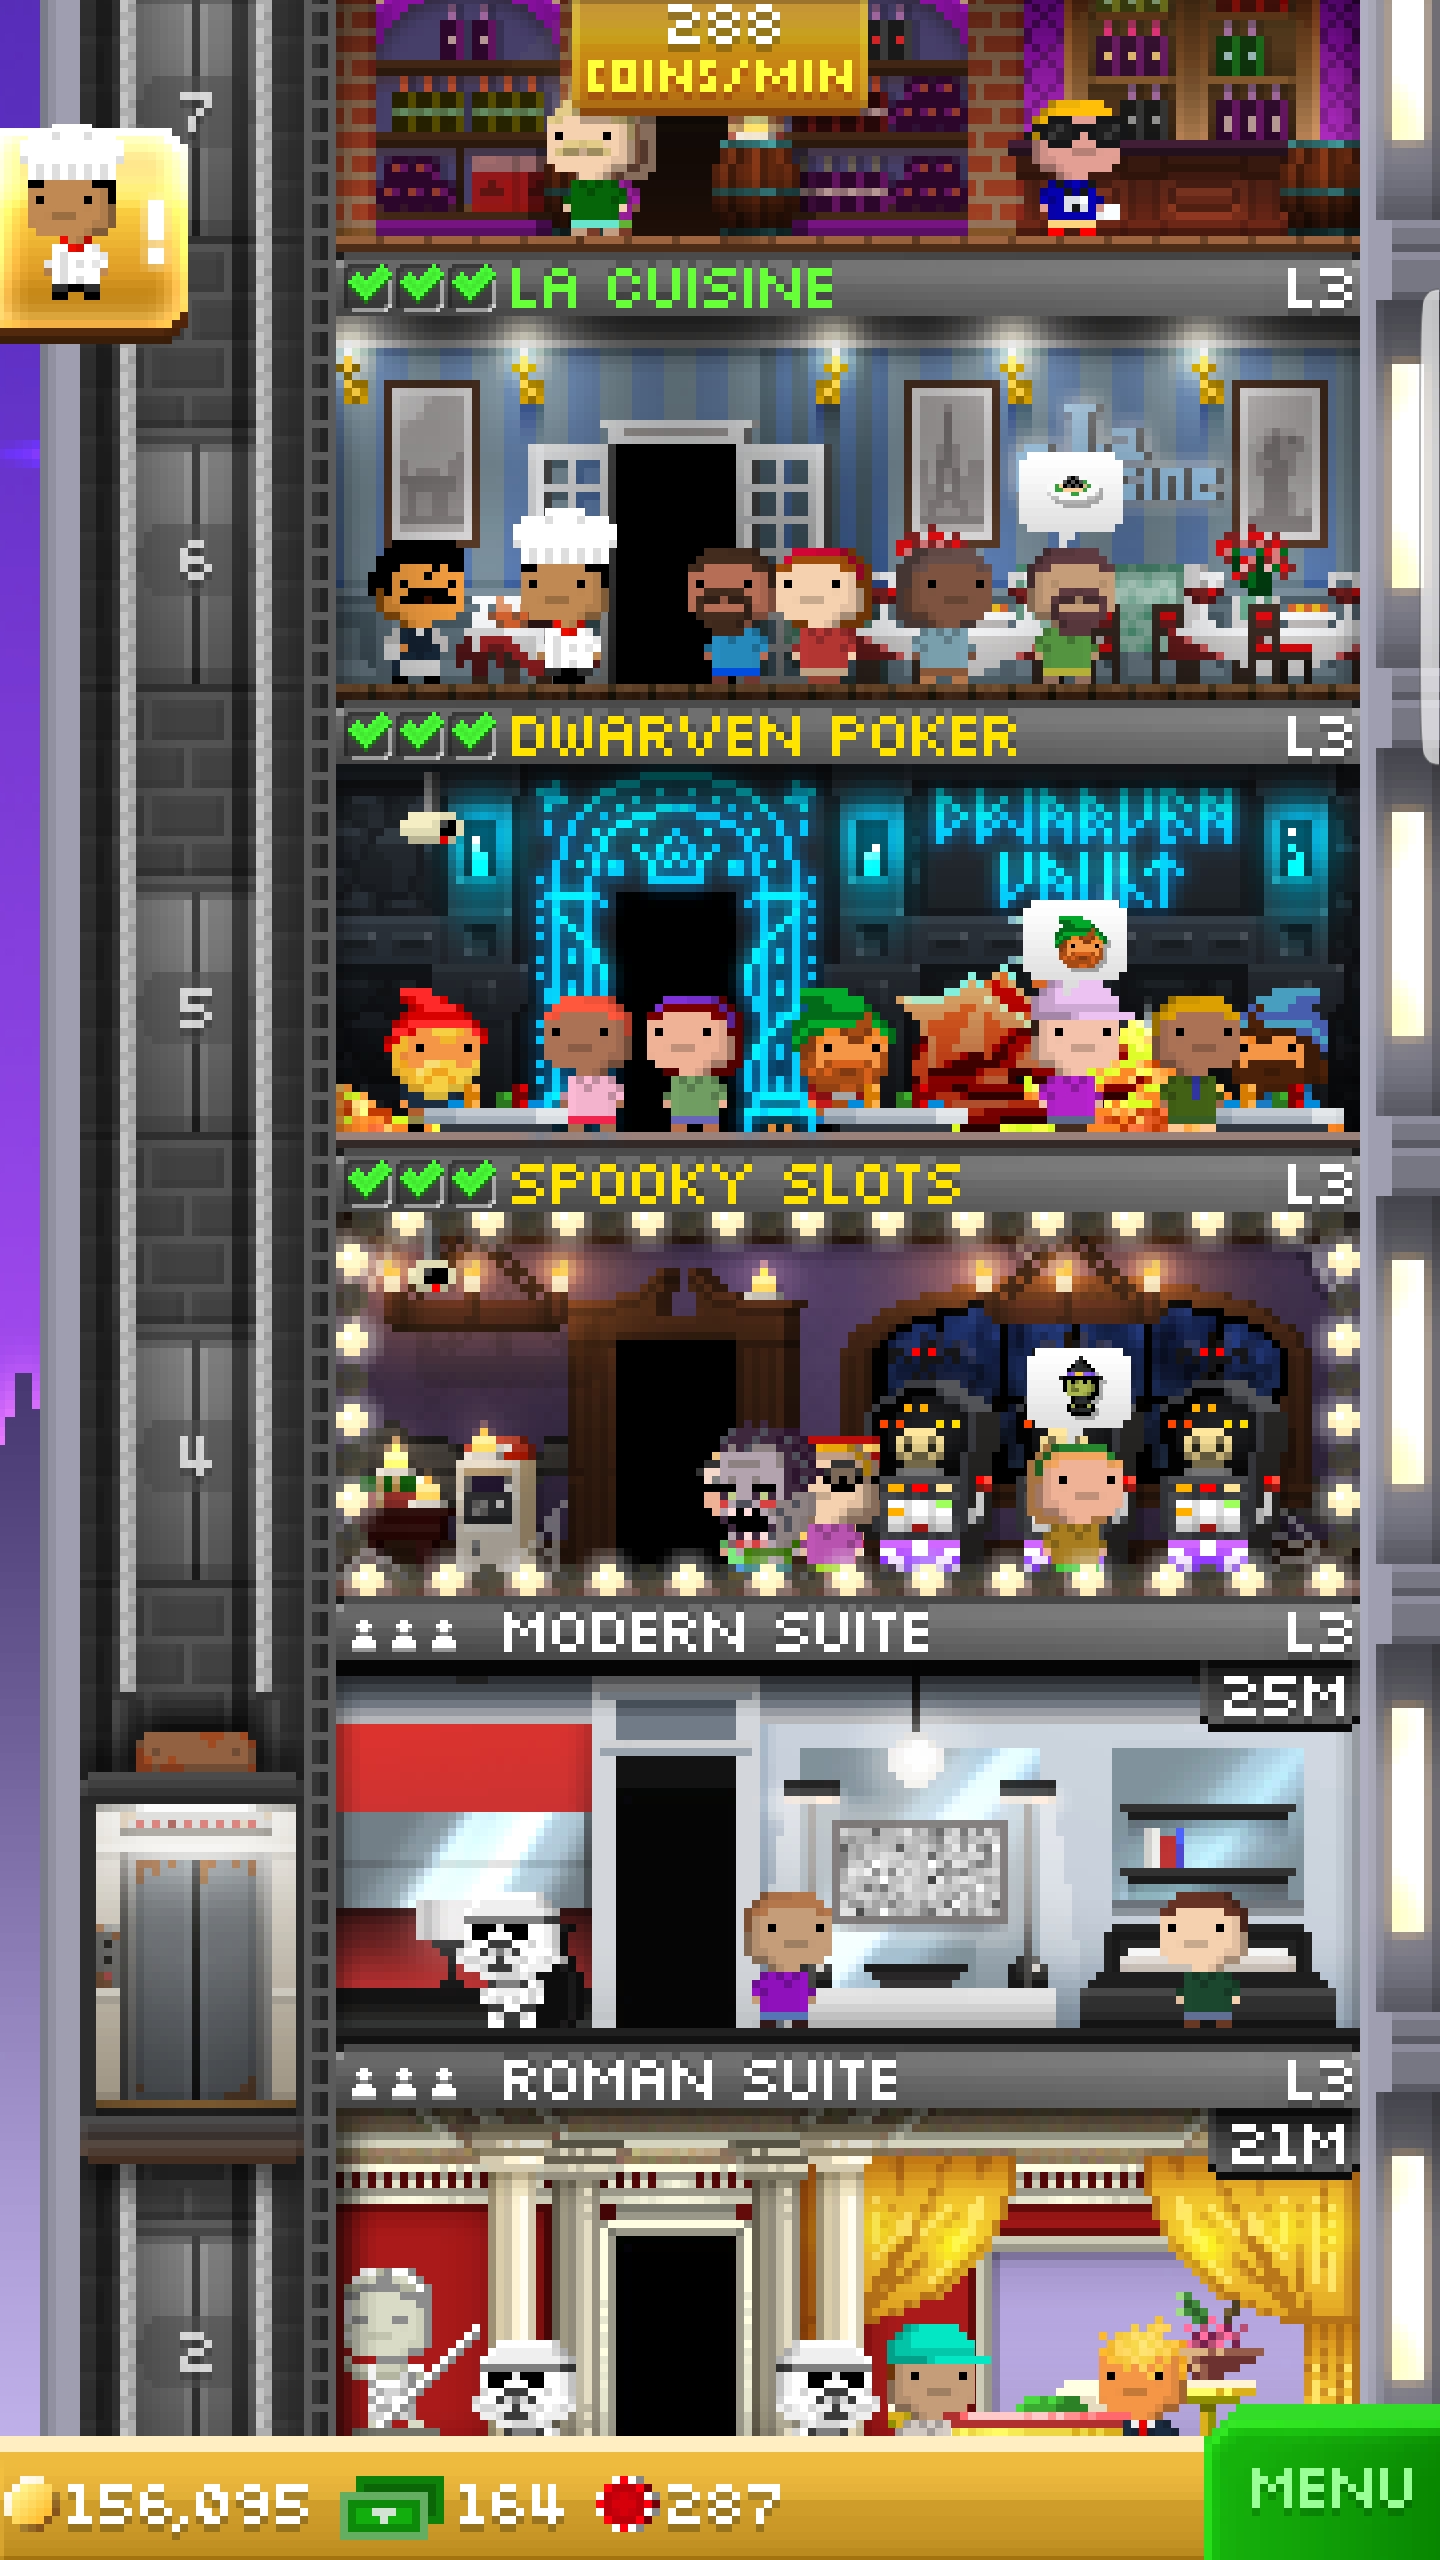 288
COINS/MIN
7
!
LA CUISINE L3
La
6
DWARVEN POKER L3
DWARVEN
VAULT
5
SPOOKY SLOTS L3
4
MODERN SUITE L3
25M
ROMAN SUITE L3
21M
2
156,095 164 287
MENU